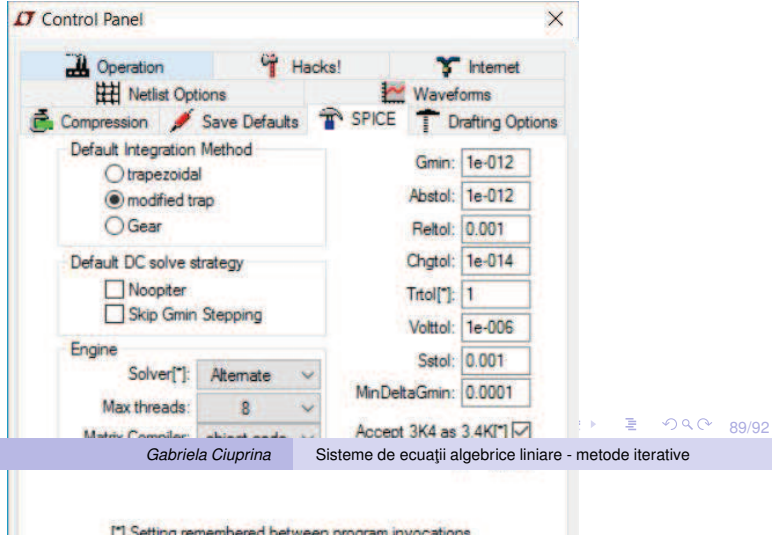 Control Panel
Operation Hacks! Internet
Netlist Options Waveforms
Compression Save Defaults SPICE Drafting Options
Default Integration Method
trapezoidal
modified trap
Gear
Default DC solve strategy
Noopiter
Skip Gmin Stepping
Engine
Solver[*]: Alternate
Max threads: 8
Matrix Compiler: object code
Gmin: 1e-012
Abstol: 1e-012
Reltol: 0.001
Chgtol: 1e-014
Trtol[*]: 1
Volttol: 1e-006
Sstol: 0.001
MinDeltaGmin: 0.0001
Accept 3K4 as 3.4K[*]
89/92
Gabriela Ciuprina Sisteme de ecuaţii algebrice liniare - metode iterative
[*] Setting remembered between program invocations